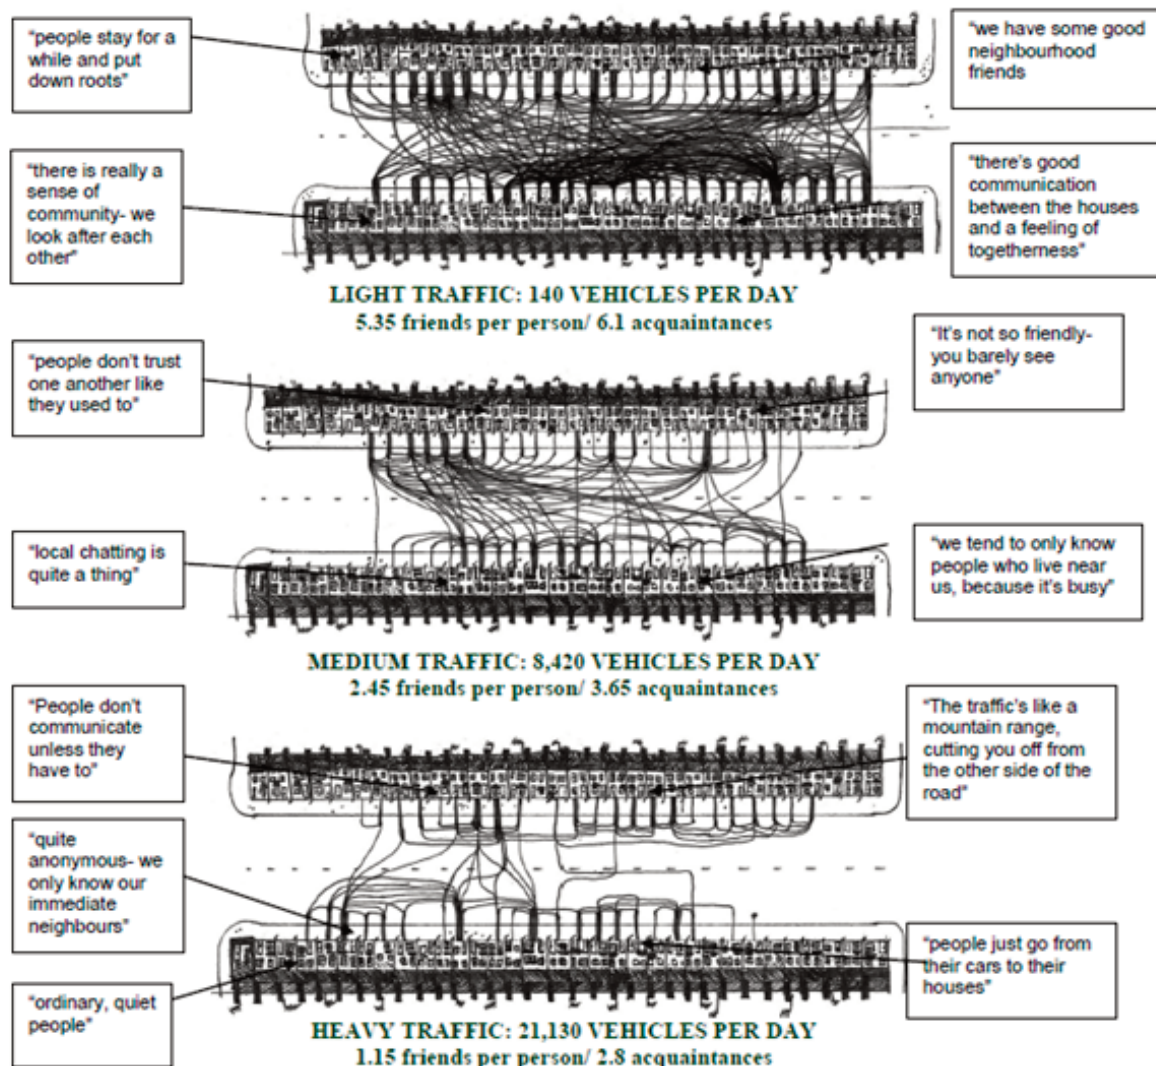 “people stay for a
while and put
down roots”
“we have some good
neighbourhood
friends
“there is really a
sense of
community- we
look after each
other”
“there’s good
communication
between the houses
and a feeling of
togetherness”
LIGHT TRAFFIC: 140 VEHICLES PER DAY
5.35 friends per person/ 6.1 acquaintances
“people don’t trust
one another like
they used to”
“It’s not so friendly-
you barely see
anyone”
“local chatting is
quite a thing”
“we tend to only know
people who live near
us, because it’s busy”
MEDIUM TRAFFIC: 8,420 VEHICLES PER DAY
2.45 friends per person/ 3.65 acquaintances
“People don’t
communicate
unless they
have to”
“The traffic’s like a
mountain range,
cutting you off from
the other side of the
road”
“quite
anonymous- we
only know our
immediate
neighbours”
“ordinary, quiet
people”
“people just go from
their cars to their
houses”
HEAVY TRAFFIC: 21,130 VEHICLES PER DAY
1.15 friends per person/ 2.8 acquaintances